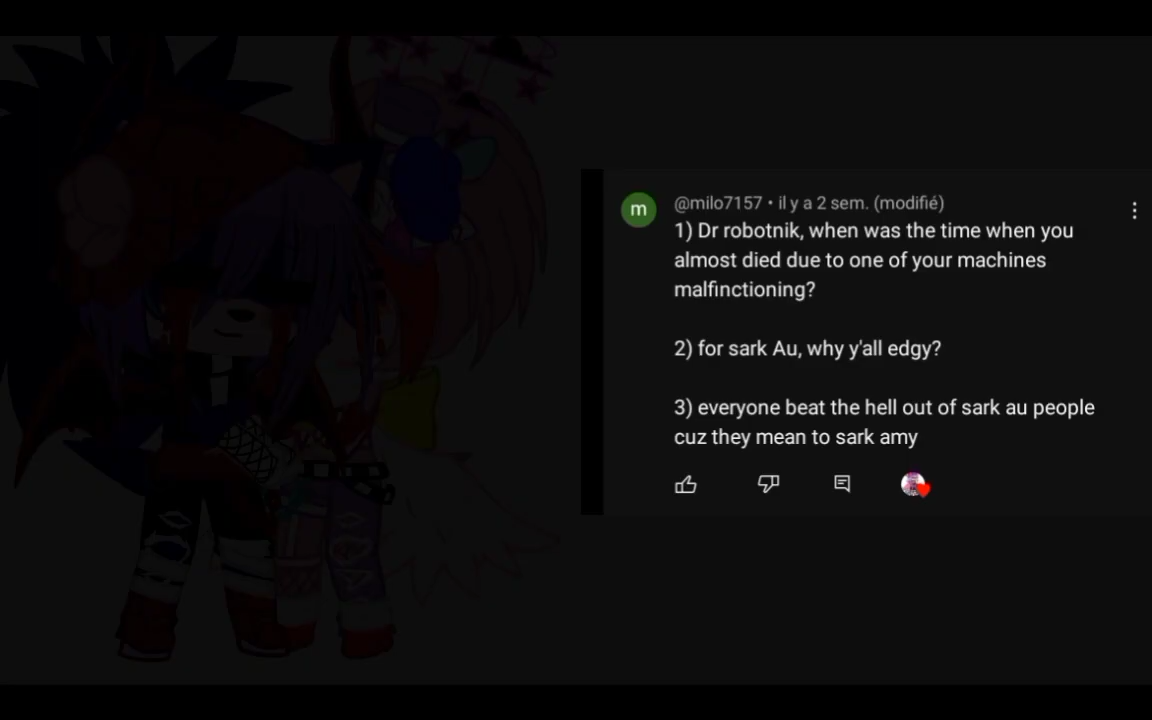 m
@milo7157 • il y a 2 sem. (modifié)
1) Dr robotnik, when was the time when you
almost died due to one of your machines
malfinctioning?
2) for sark Au, why y'all edgy?
3) everyone beat the hell out of sark au people
cuz they mean to sark amy